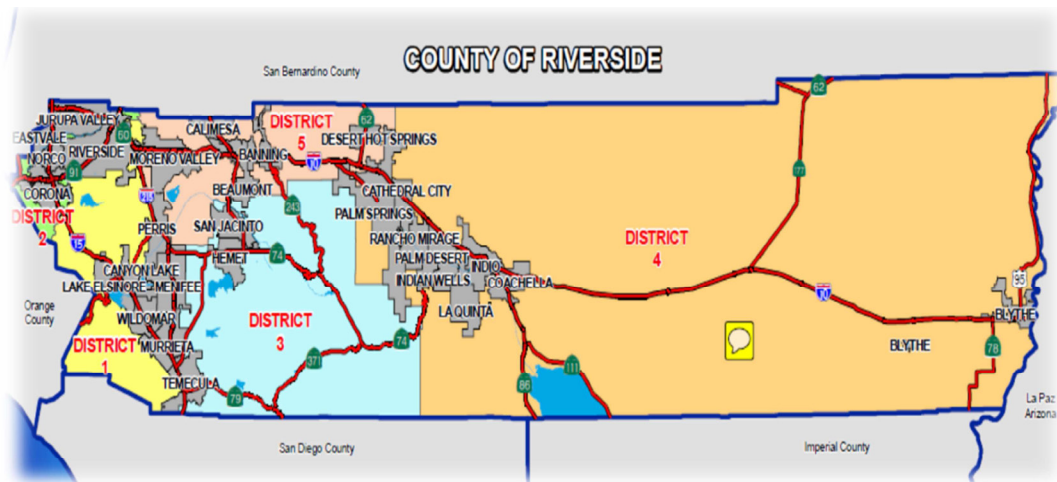 COUNTY OF RIVERSIDE
San Bernardino County
62
JURUPA VALLEY
EASTVALE
60
CALIMESA
DISTRICT
5
62
DESERT HOT SPRINGS
NORCO
RIVERSIDE
MORENO VALLEY
BANNING
10
91
CORONA
BEAUMONT
CATHEDRAL CITY
177
215
243
PALM SPRINGS
DISTRICT
2
PERRIS
SAN JACINTO
RANCHO MIRAGE
DISTRICT
4
15
HEMET
74
PALM DESERT
INDIO
CANYON LAKE
INDIAN WELLS
COACHELLA
95
LAKE ELSINORE
MENIFEE
10
Orange
County
WILDOMAR
DISTRICT
3
LA QUINTA
BLYTHE
MURRIETA
74
BLYTHE
78
DISTRICT
1
371
111
TEMECULA
86
79
La Paz
Arizona
San Diego County
Imperial County